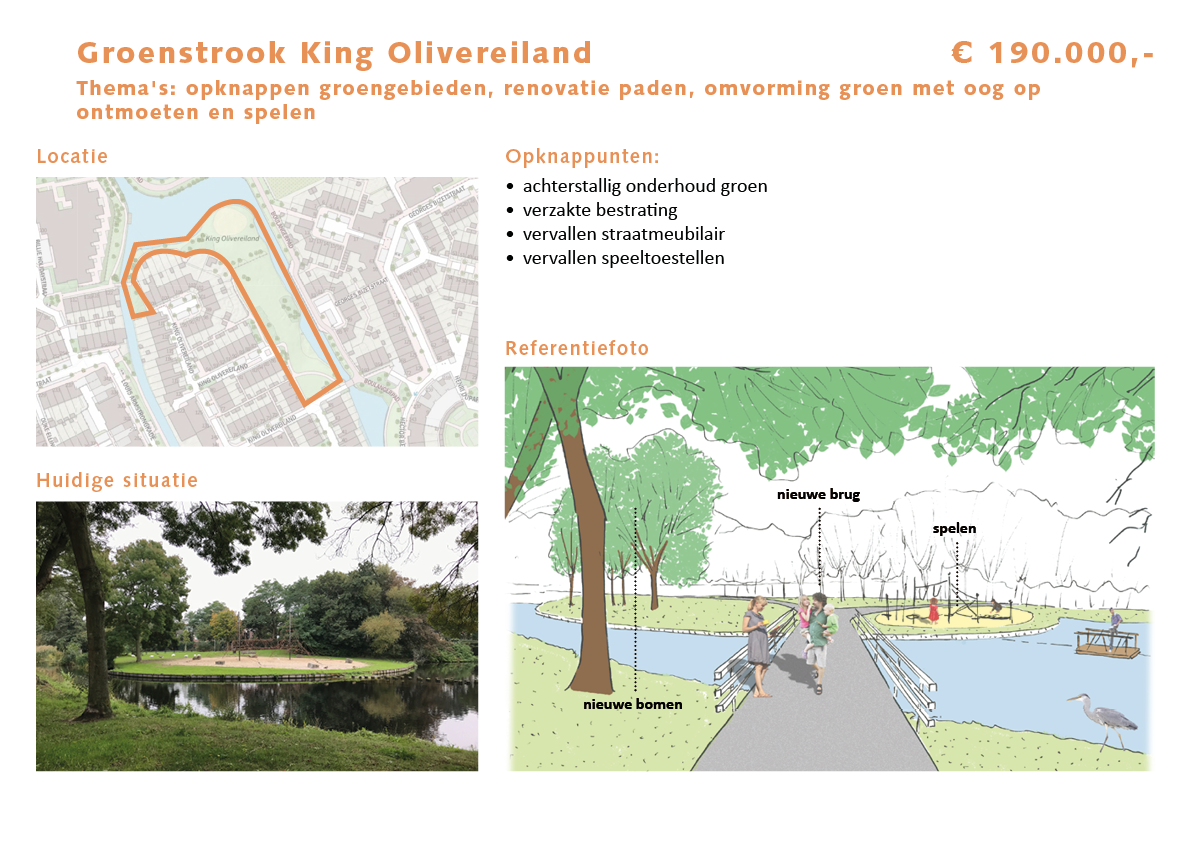 Groenstrook King Olivereiland
€ 190.000,-
Thema's: opknappen groengebieden, renovatie paden, omvorming groen met oog op
ontmoeten en spelen
Locatie
King Olivereiland
GEORGES BIZETSTRAAT
GEORGES BIZETSTRAAT
KING OLIVEREILAND
KING OLIVEREILAND
KING OLIVEREILAND
Huidige situatie
Opknappunten:
• achterstallig onderhoud groen
• verzakte bestrating
• vervallen straatmeubilair
• vervallen speeltoestellen
Referentiefoto
nieuwe brug
spelen
nieuwe bomen